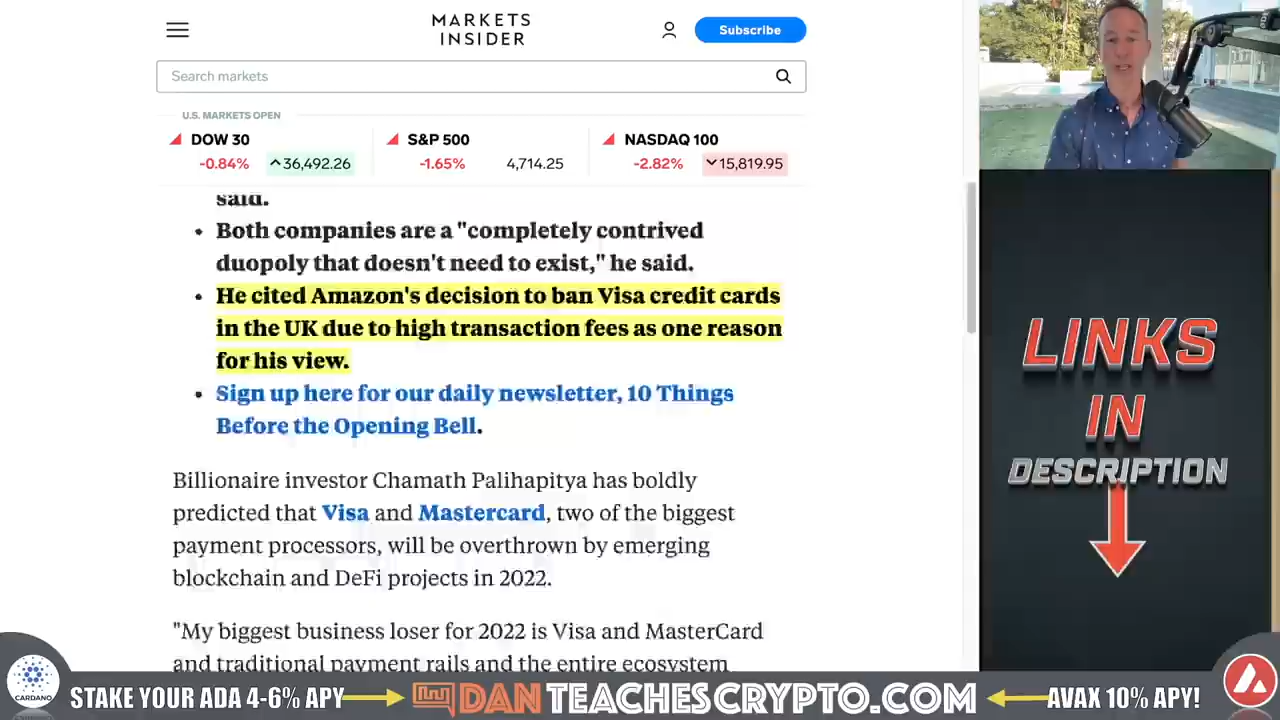 MARKETS
INSIDER
Subscribe
Search markets
U.S. MARKETS OPEN
DOW 30
-0.84% 36,492.26
S&P 500
-1.65% 4,714.25
NASDAQ 100
-2.82% 15,819.95
said.
• Both companies are a "completely contrived
duopoly that doesn't need to exist," he said.
• He cited Amazon's decision to ban Visa credit cards
in the UK due to high transaction fees as one reason
for his view.
• Sign up here for our daily newsletter, 10 Things
Before the Opening Bell.
Billionaire investor Chamath Palihapitya has boldly
predicted that Visa and Mastercard, two of the biggest
payment processors, will be overthrown by emerging
blockchain and DeFi projects in 2022.
"My biggest business loser for 2022 is Visa and MasterCard
and traditional payment rails and the entire ecosystem
LINKS
IN
DESCRIPTION
CARDANO
STAKE YOUR ADA 4-6% APY
DANTEACHESCRYPTO.COM
AVAX 10% APY!